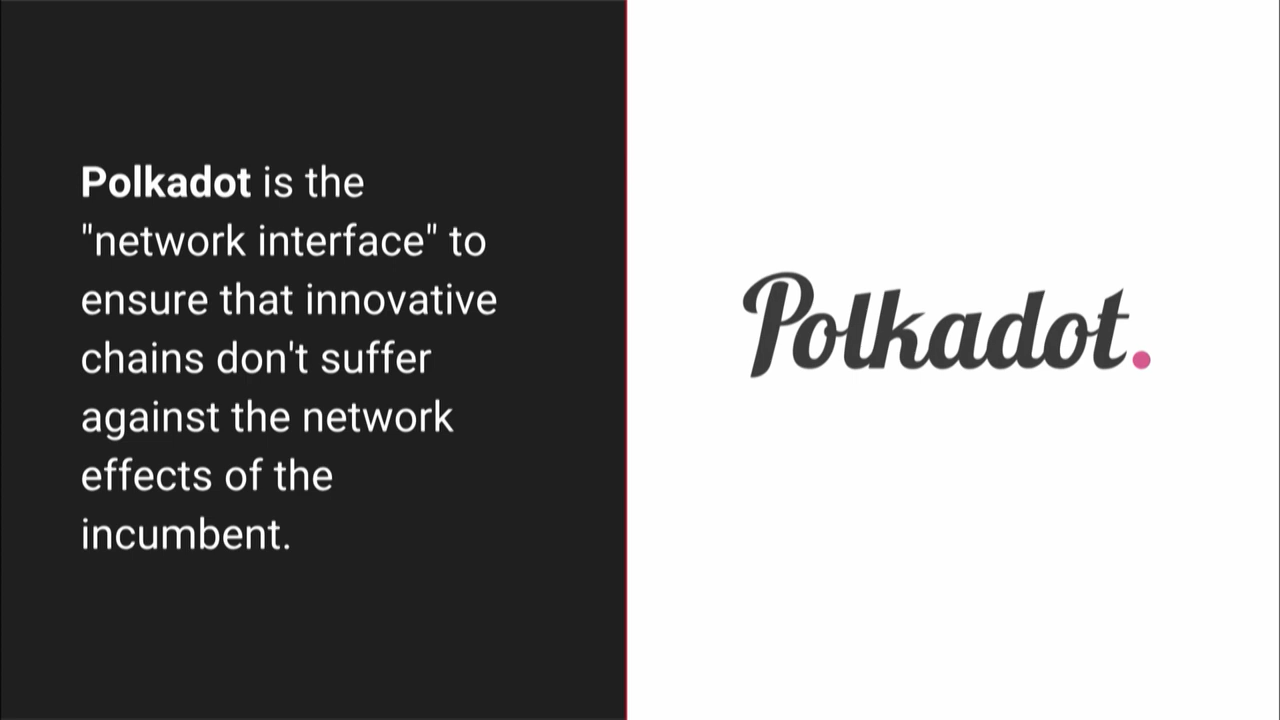 Polkadot is the
"network interface" to
ensure that innovative
chains don't suffer
against the network
effects of the
incumbent.
Polkadot.